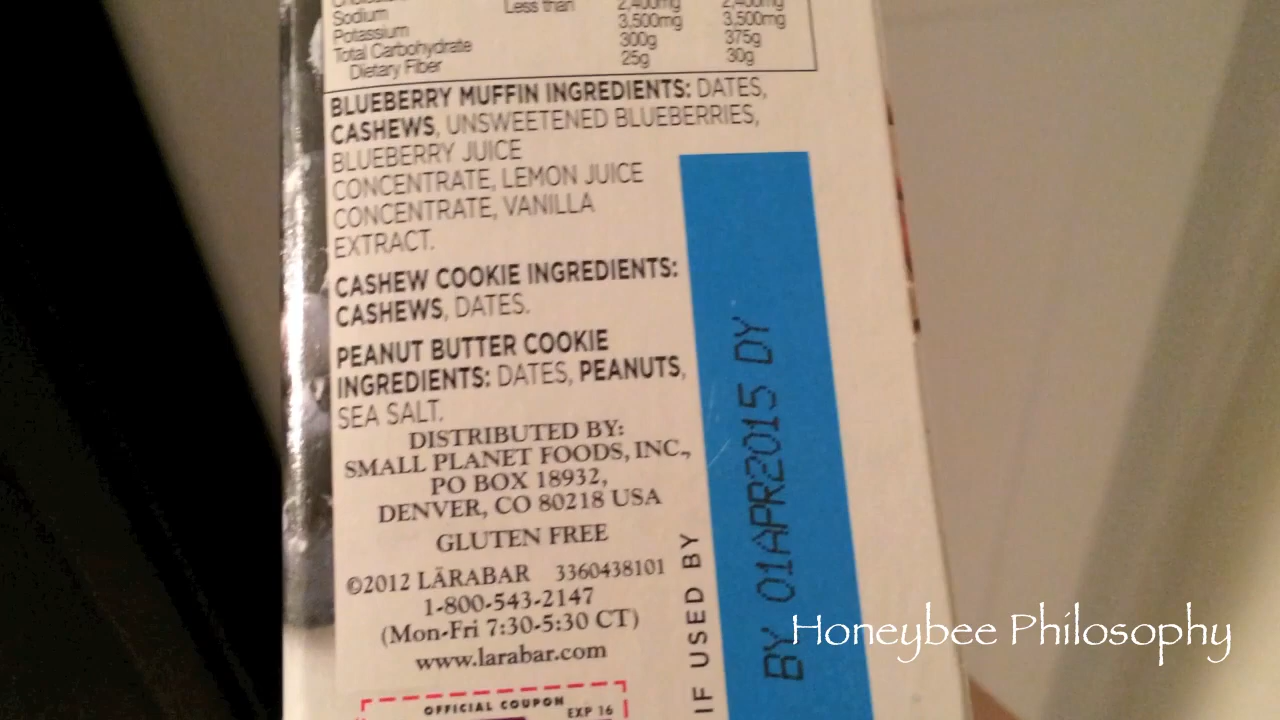 Sodium Less than 2,400mg 2,400mg
Potassium 3,500mg 3,500mg
Total Carbohydrate 300g 375g
Dietary Fiber 25g 30g
BLUEBERRY MUFFIN INGREDIENTS: DATES,
CASHEWS, UNSWEETENED BLUEBERRIES,
BLUEBERRY JUICE
CONCENTRATE, LEMON JUICE
CONCENTRATE, VANILLA
EXTRACT.
CASHEW COOKIE INGREDIENTS:
CASHEWS, DATES.
PEANUT BUTTER COOKIE
INGREDIENTS: DATES, PEANUTS,
SEA SALT.
DISTRIBUTED BY:
SMALL PLANET FOODS, INC.,
PO BOX 18932,
DENVER, CO 80218 USA
GLUTEN FREE
©2012 LÄRABAR 3360438101
1-800-543-2147
(Mon-Fri 7:30-5:30 CT)
www.larabar.com
OFFICIAL COUPON
EXP 16
IF USED BY
BY 01APR2015 DY
Honeybee Philosophy